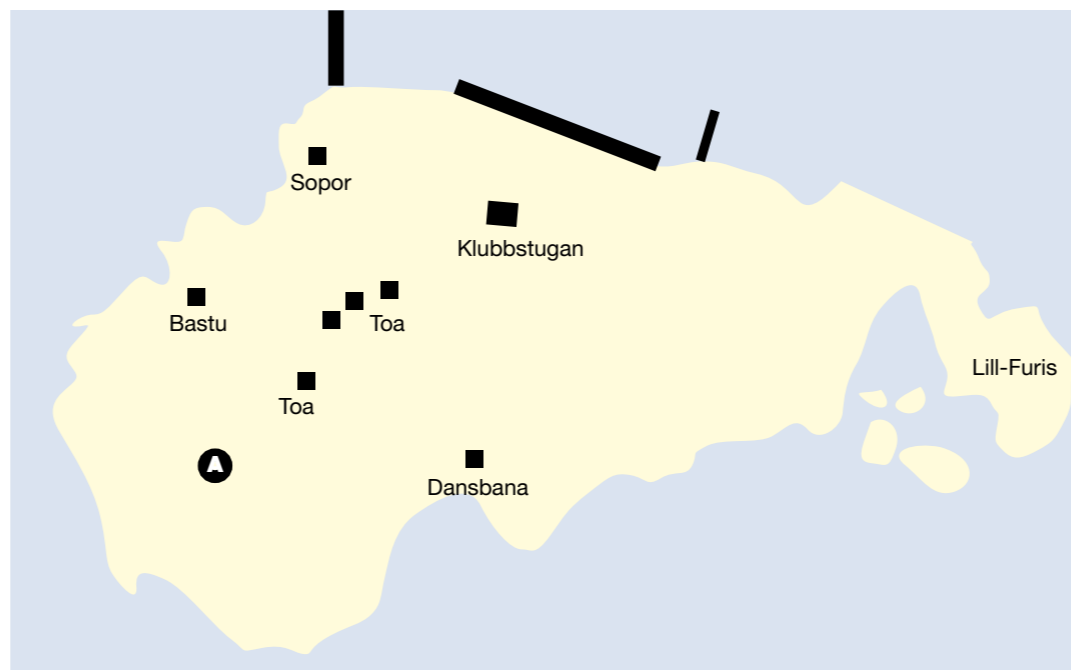 Sopor
Klubbstugan
Bastu
Toa
Lill-Furis
Toa
A
Dansbana